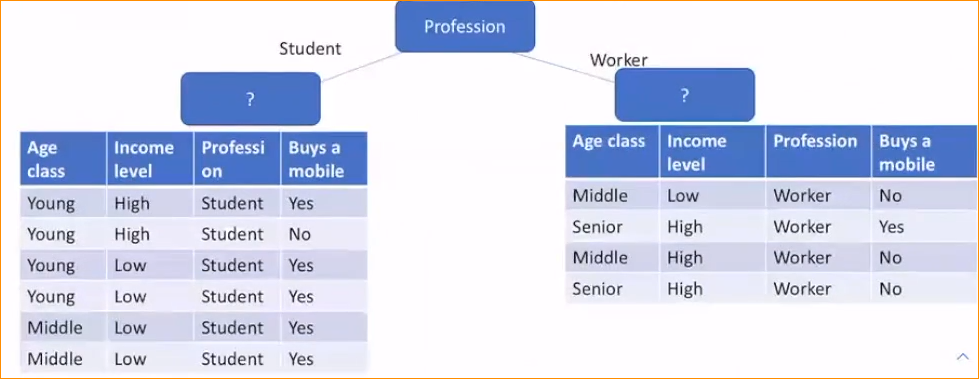 Profession
Student
Worker
?
?
Age class Income level Professi on Buys a mobile
Young High Student Yes
Young High Student No
Young Low Student Yes
Young Low Student Yes
Middle Low Student Yes
Middle Low Student Yes
Age class Income level Profession Buys a mobile
Middle Low Worker No
Senior High Worker Yes
Middle High Worker No
Senior High Worker No